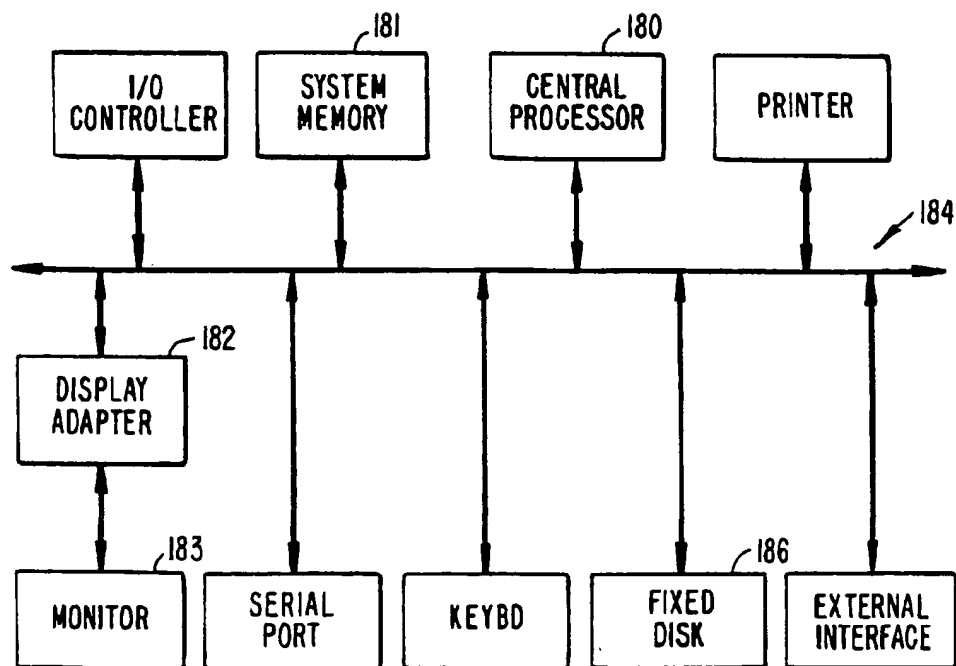 181
180
I/O
CONTROLLER
SYSTEM
MEMORY
CENTRAL
PROCESSOR
PRINTER
184
182
DISPLAY
ADAPTER
183
186
MONITOR
SERIAL
PORT
KEYBD
FIXED
DISK
EXTERNAL
INTERFACE